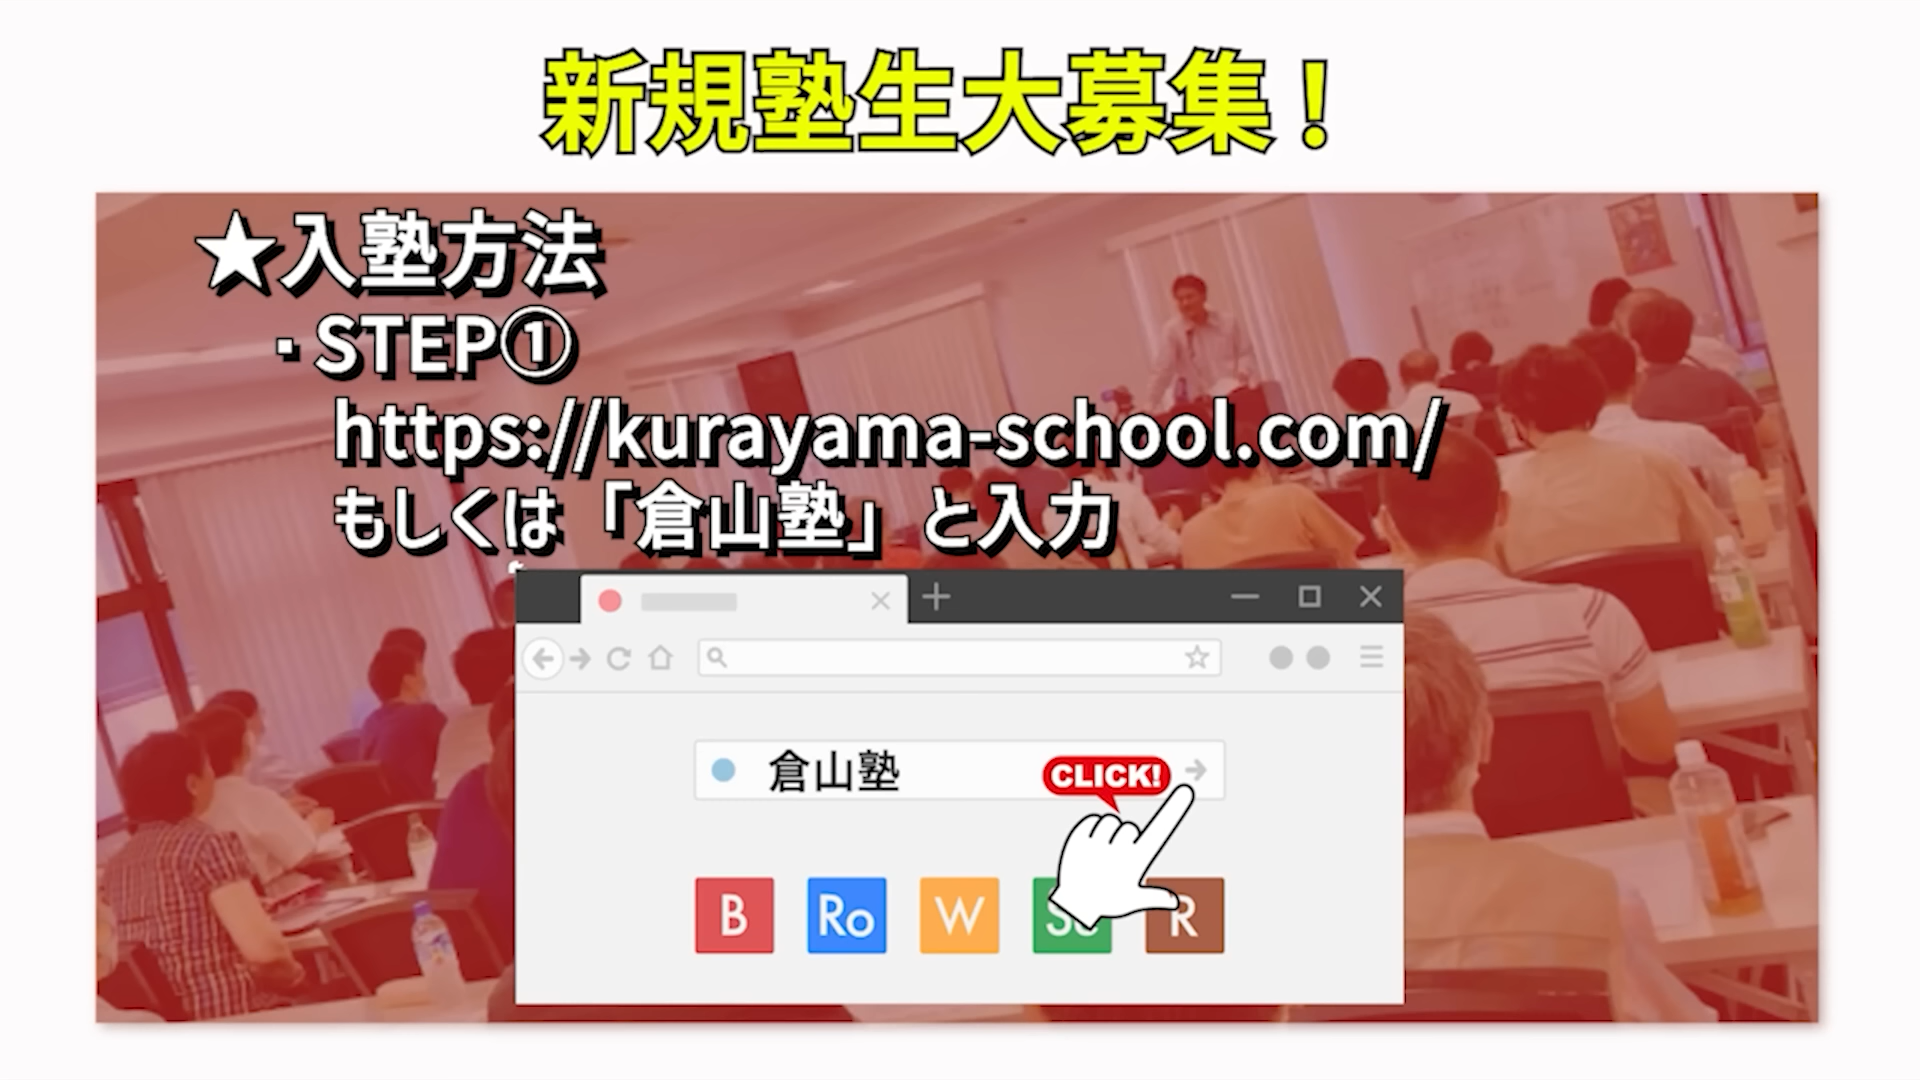 新規塾生大募集！
★入塾方法
・STEP①
https://kurayama-school.com/
もしくは「倉山塾」と入力
倉山塾
CLICK!
B Ro W Se R